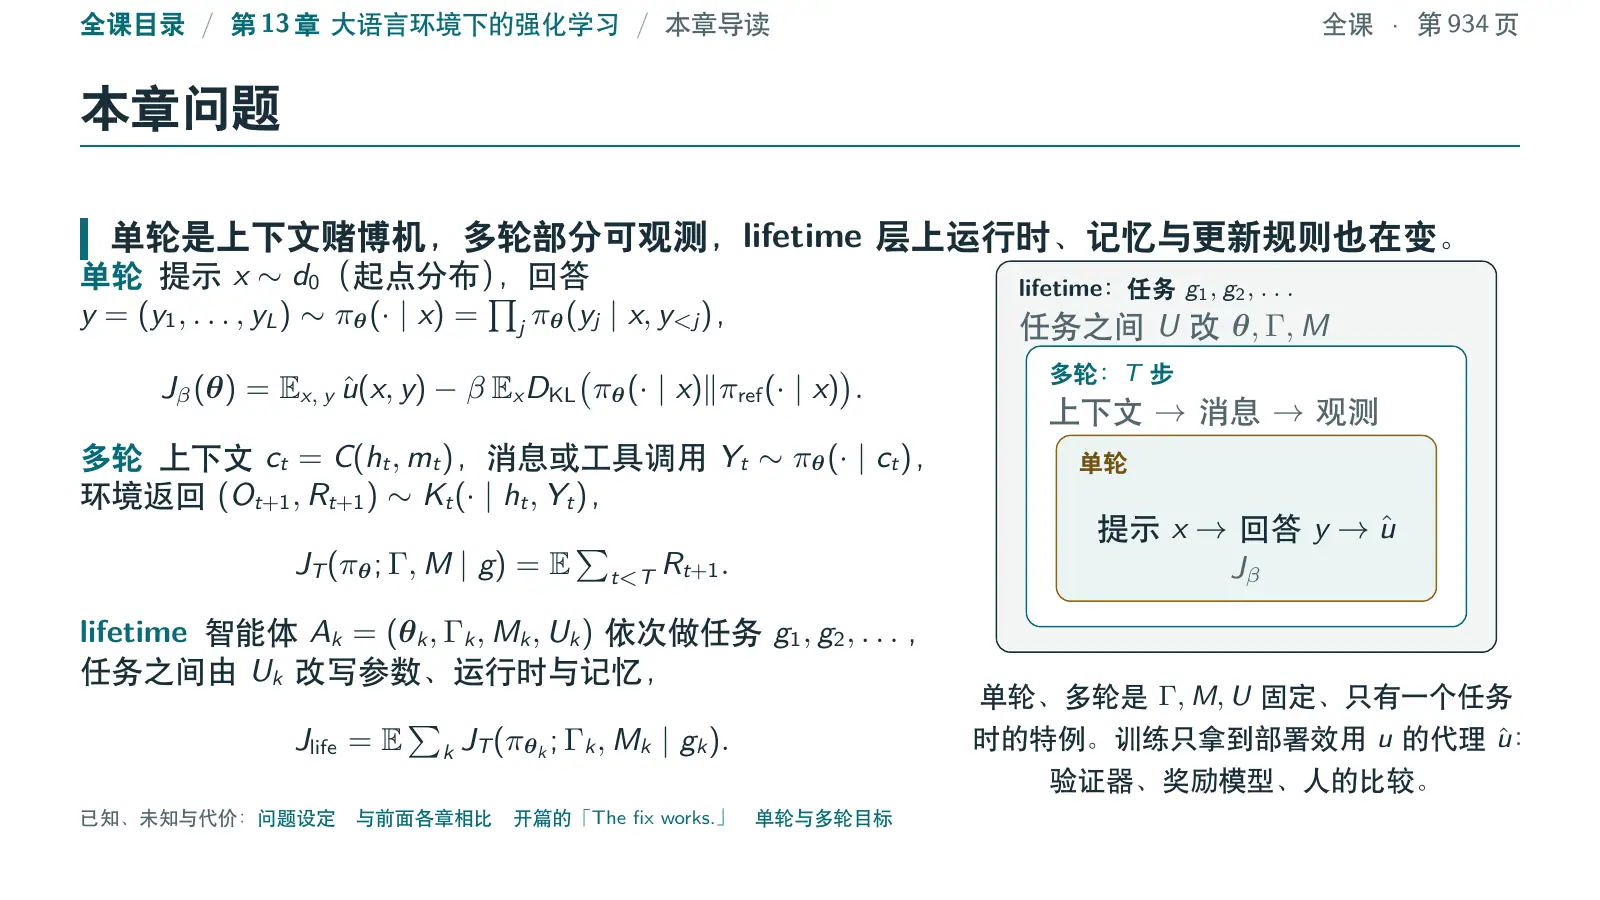 全课目录 / 第 13 章 大语言环境下的强化学习 / 本章导读
全课 · 第 934 页
本章问题
单轮是上下文赌博机，多轮部分可观测，lifetime 层上运行时、记忆与更新规则也在变。
单轮 提示 x ∼ d₀（起点分布），回答
y = (y₁, …, y_L) ∼ π_θ(· | x) = ∏_j π_θ(y_j | x, y_{<j})，
J_β(θ) = 𝔼_{x, y} û(x, y) − β 𝔼_x D_KL(π_θ(· | x)∥π_ref(· | x)).
多轮 上下文 c_t = C(h_t, m_t)，消息或工具调用 Y_t ∼ π_θ(· | c_t)，
环境返回 (O_{t+1}, R_{t+1}) ∼ K_t(· | h_t, Y_t)，
J_T(π_θ; Γ, M | g) = 𝔼 ∑_{t<T} R_{t+1}.
lifetime 智能体 A_k = (θ_k, Γ_k, M_k, U_k) 依次做任务 g₁, g₂, …，
任务之间由 U_k 改写参数、运行时与记忆，
J_life = 𝔼 ∑_k J_T(π_{θ_k}; Γ_k, M_k | g_k).
已知、未知与代价：问题设定 与前面各章相比 开篇的「The fix works.」 单轮与多轮目标
lifetime：任务 g₁, g₂, …
任务之间 U 改 θ, Γ, M
多轮：T 步
上下文 → 消息 → 观测
单轮
提示 x → 回答 y → û
J_β
单轮、多轮是 Γ, M, U 固定、只有一个任务
时的特例。训练只拿到部署效用 u 的代理 û：
验证器、奖励模型、人的比较。